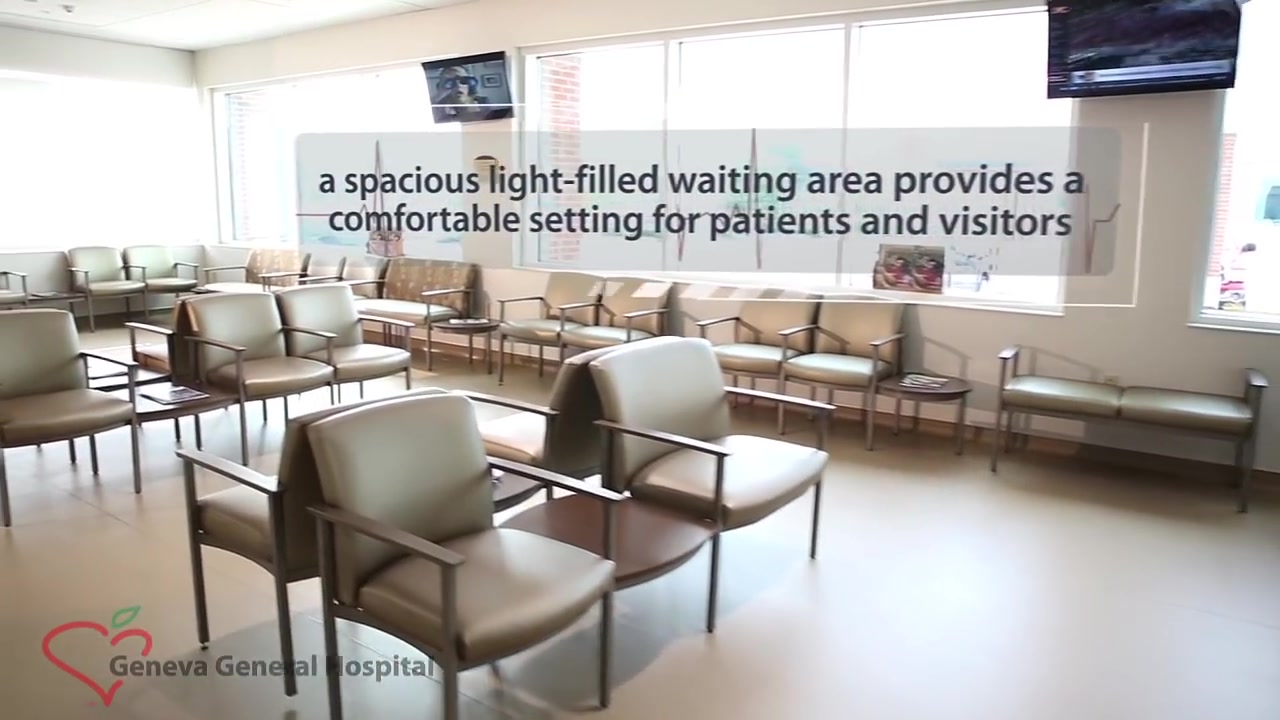 a spacious light-filled waiting area provides a
comfortable setting for patients and visitors
Geneva General Hospital